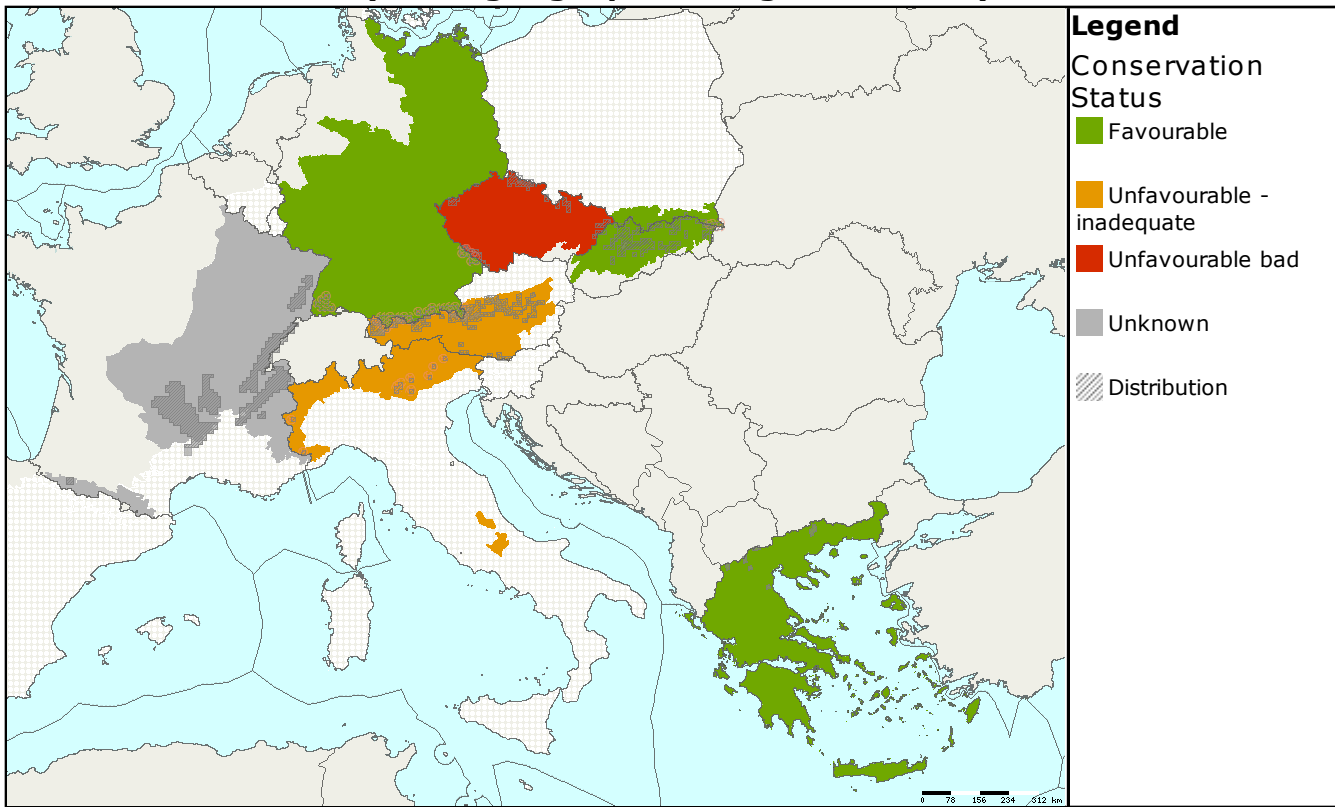 Legend
Conservation
Status
Favourable
Unfavourable -
inadequate
Unfavourable bad
Unknown
Distribution
0 78 156 234 312 km